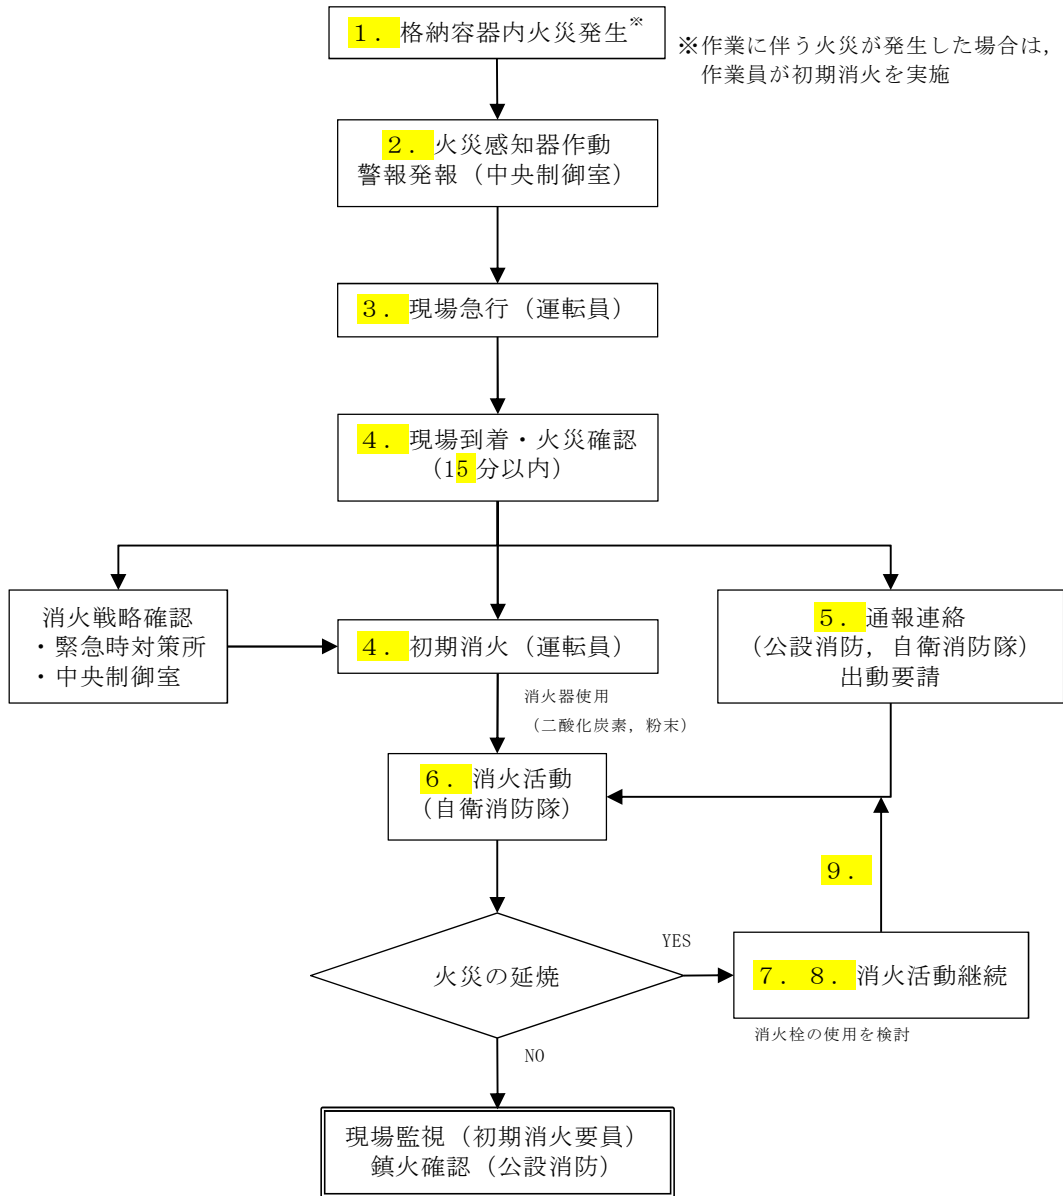 １．格納容器内火災発生※
※作業に伴う火災が発生した場合は，
作業員が初期消火を実施
２．火災感知器作動
警報発報（中央制御室）
３．現場急行（運転員）
４．現場到着・火災確認
（15分以内）
消火戦略確認
・緊急時対策所
・中央制御室
４．初期消火（運転員）
５．通報連絡
（公設消防，自衛消防隊）
出動要請
消火器使用
（二酸化炭素，粉末）
６．消火活動
（自衛消防隊）
９．
YES
火災の延焼
７．８．消火活動継続
消火栓の使用を検討
NO
現場監視（初期消火要員）
鎮火確認（公設消防）